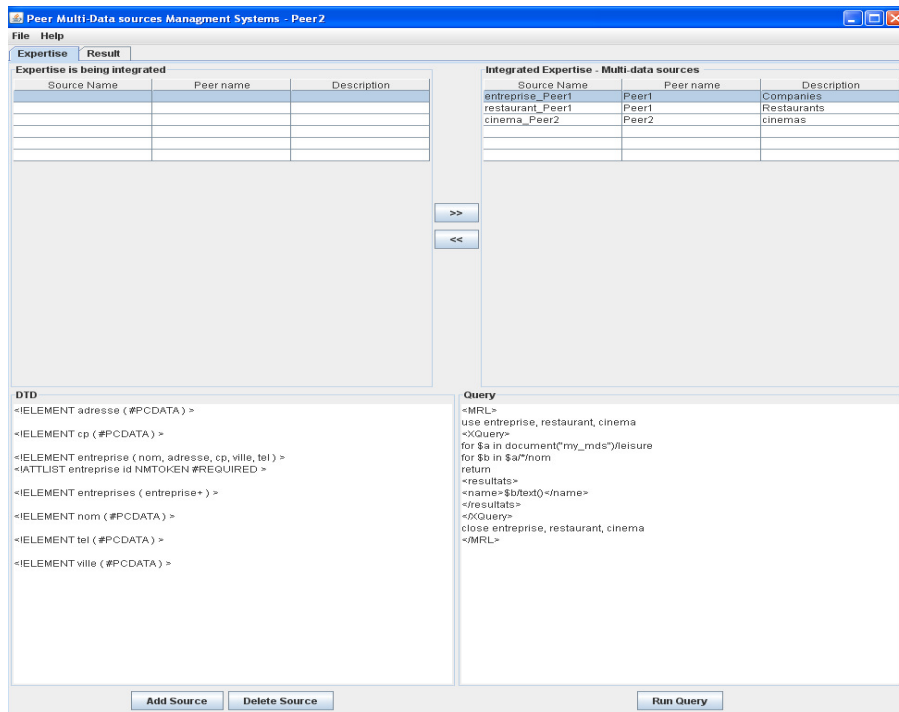 Peer Multi-Data sources Managment Systems - Peer2
File Help
Expertise Result
Expertise is being integrated
Source Name Peer name Description
Integrated Expertise - Multi-data sources
Source Name Peer name Description
entreprise_Peer1 Peer1 Companies
restaurant_Peer1 Peer1 Restaurants
cinema_Peer2 Peer2 cinemas
>>
<<
DTD
<!ELEMENT adresse ( #PCDATA ) >
<!ELEMENT cp ( #PCDATA ) >
<!ELEMENT entreprise ( nom, adresse, cp, ville, tel ) >
<!ATTLIST entreprise id NMTOKEN #REQUIRED >
<!ELEMENT entreprises ( entreprise+ ) >
<!ELEMENT nom ( #PCDATA ) >
<!ELEMENT tel ( #PCDATA ) >
<!ELEMENT ville ( #PCDATA ) >
Query
<MRL>
use entreprise, restaurant, cinema
<XQuery>
for $a in document("my_mds")/leisure
for $b in $a/*/nom
return
<resultats>
<name>$b/text()</name>
</resultats>
</XQuery>
close entreprise, restaurant, cinema
</MRL>
Add Source Delete Source Run Query